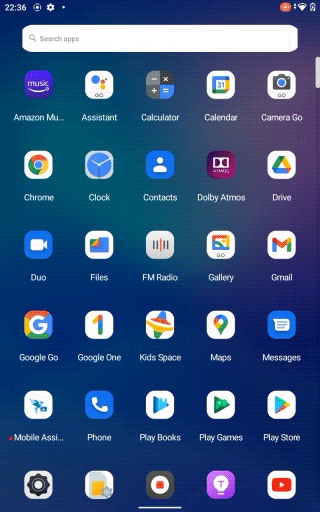 22:36
Search apps
music
GO
31
GO
Amazon Mu...
Assistant
Calculator
Calendar
Camera Go
DOLBY
ATMOS
Chrome
Clock
Contacts
Dolby Atmos
Drive
GO
Duo
Files
FM Radio
Gallery
Gmail
Google Go
Google One
Kids Space
Maps
Messages
Mobile Assi...
Phone
Play Books
Play Games
Play Store